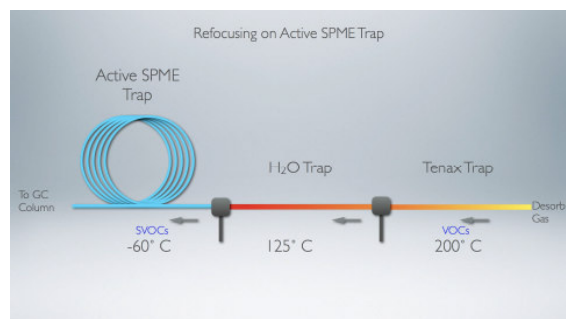 Refocusing on Active SPME Trap
Active SPME
Trap
H₂O Trap
Tenax Trap
To GC
Column
Desorb
Gas
SVOCs
-60° C
125° C
VOCs
200° C